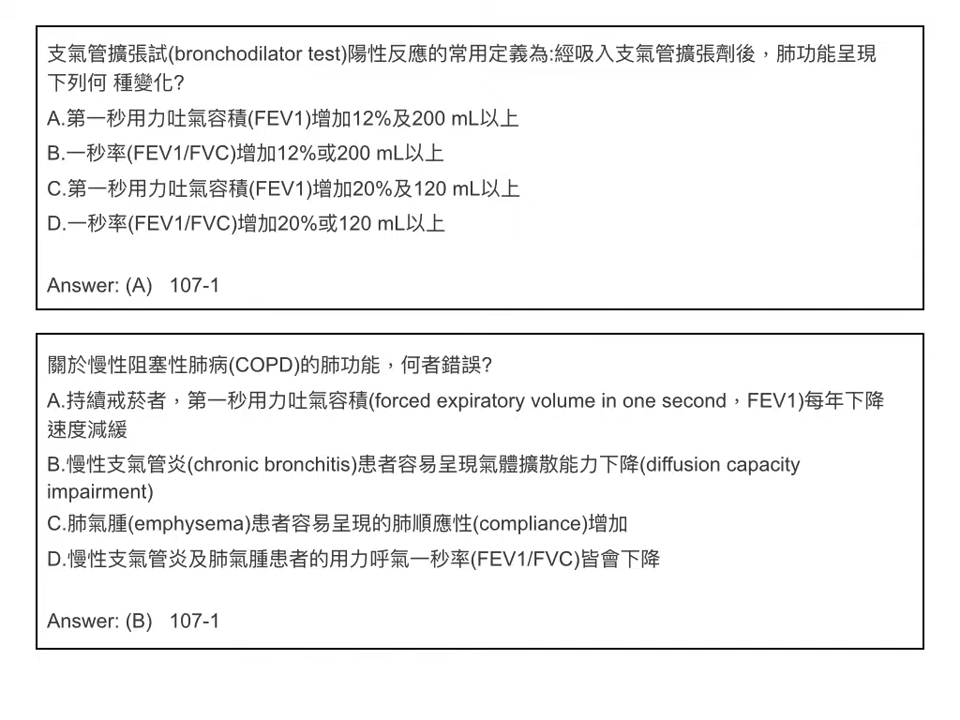 支氣管擴張試(bronchodilator test)陽性反應的常用定義為:經吸入支氣管擴張劑後，肺功能呈現
下列何 種變化?
A.第一秒用力吐氣容積(FEV1)增加12%及200 mL以上
B.一秒率(FEV1/FVC)增加12%或200 mL以上
C.第一秒用力吐氣容積(FEV1)增加20%及120 mL以上
D.一秒率(FEV1/FVC)增加20%或120 mL以上
Answer: (A) 107-1
關於慢性阻塞性肺病(COPD)的肺功能，何者錯誤?
A.持續戒菸者，第一秒用力吐氣容積(forced expiratory volume in one second，FEV1)每年下降
速度減緩
B.慢性支氣管炎(chronic bronchitis)患者容易呈現氣體擴散能力下降(diffusion capacity
impairment)
C.肺氣腫(emphysema)患者容易呈現的肺順應性(compliance)增加
D.慢性支氣管炎及肺氣腫患者的用力呼氣一秒率(FEV1/FVC)皆會下降
Answer: (B) 107-1